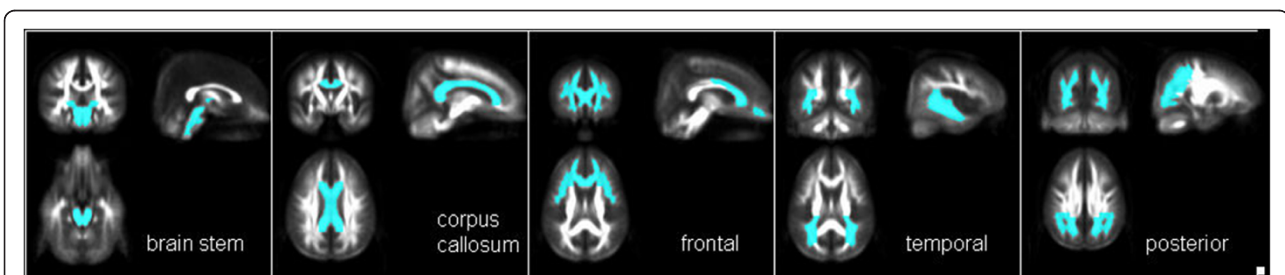 brain stem
corpus
callosum
frontal
temporal
posterior